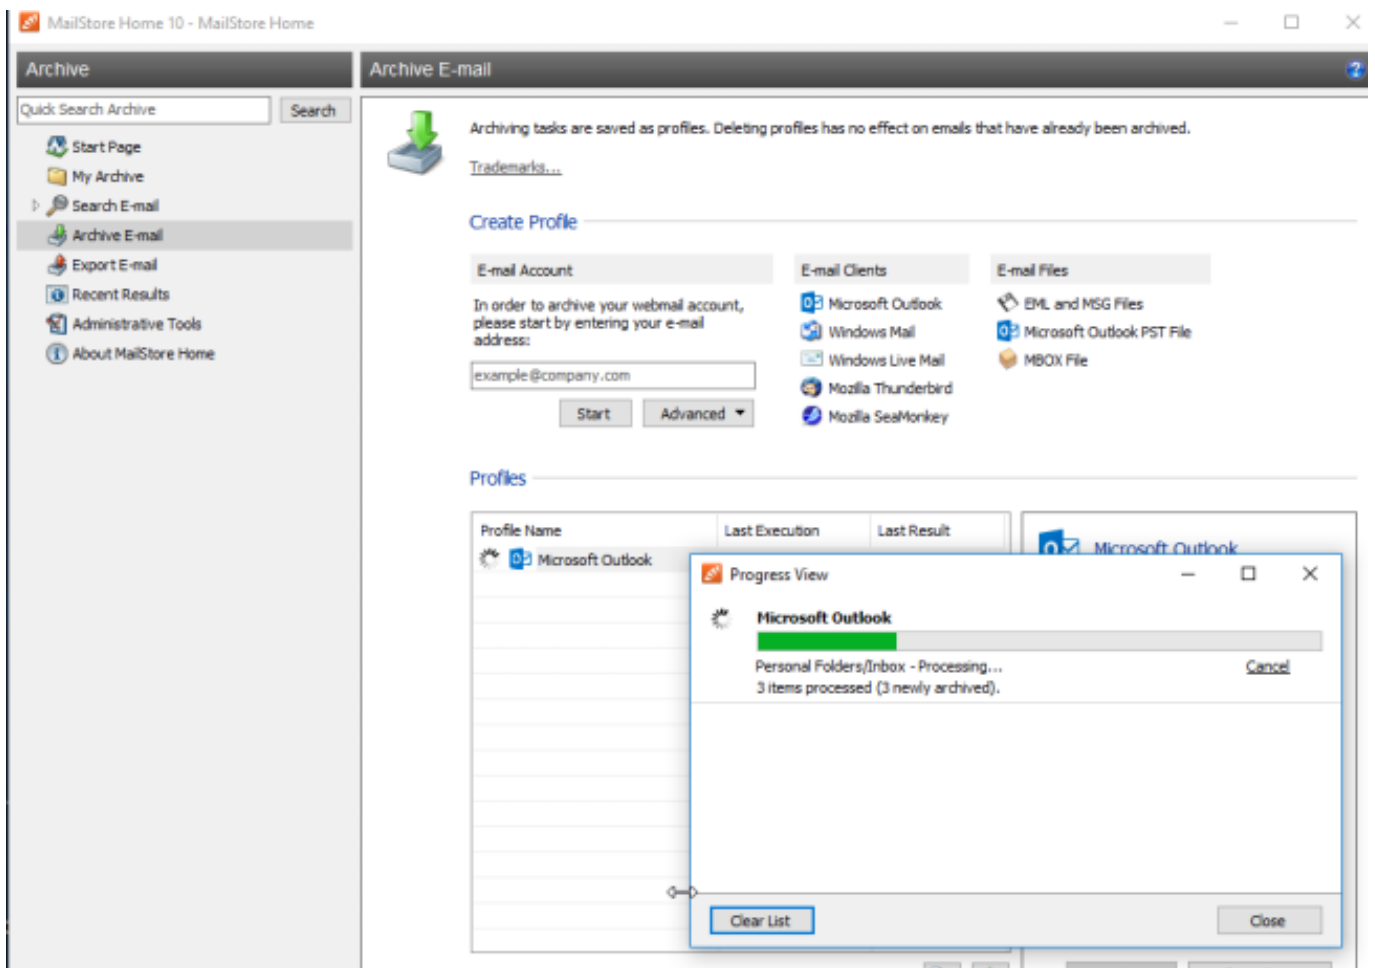 MailStore Home 10 - MailStore Home
Archive
Archive E-mail
Quick Search Archive
Search
Start Page
My Archive
Search E-mail
Archive E-mail
Export E-mail
Recent Results
Administrative Tools
About MailStore Home
Archiving tasks are saved as profiles. Deleting profiles has no effect on emails that have already been archived.
Trademarks...
Create Profile
E-mail Account
In order to archive your webmail account,
please start by entering your e-mail
address:
example@company.com
Start
Advanced
E-mail Clients
Microsoft Outlook
Windows Mail
Windows Live Mail
Mozilla Thunderbird
Mozilla SeaMonkey
E-mail Files
EML and MSG Files
Microsoft Outlook PST File
MBOX File
Profiles
Profile Name
Last Execution
Last Result
Microsoft Outlook
Microsoft Outlook
Progress View
Microsoft Outlook
Personal Folders/Inbox - Processing...
Cancel
3 items processed (3 newly archived).
Clear List
Close